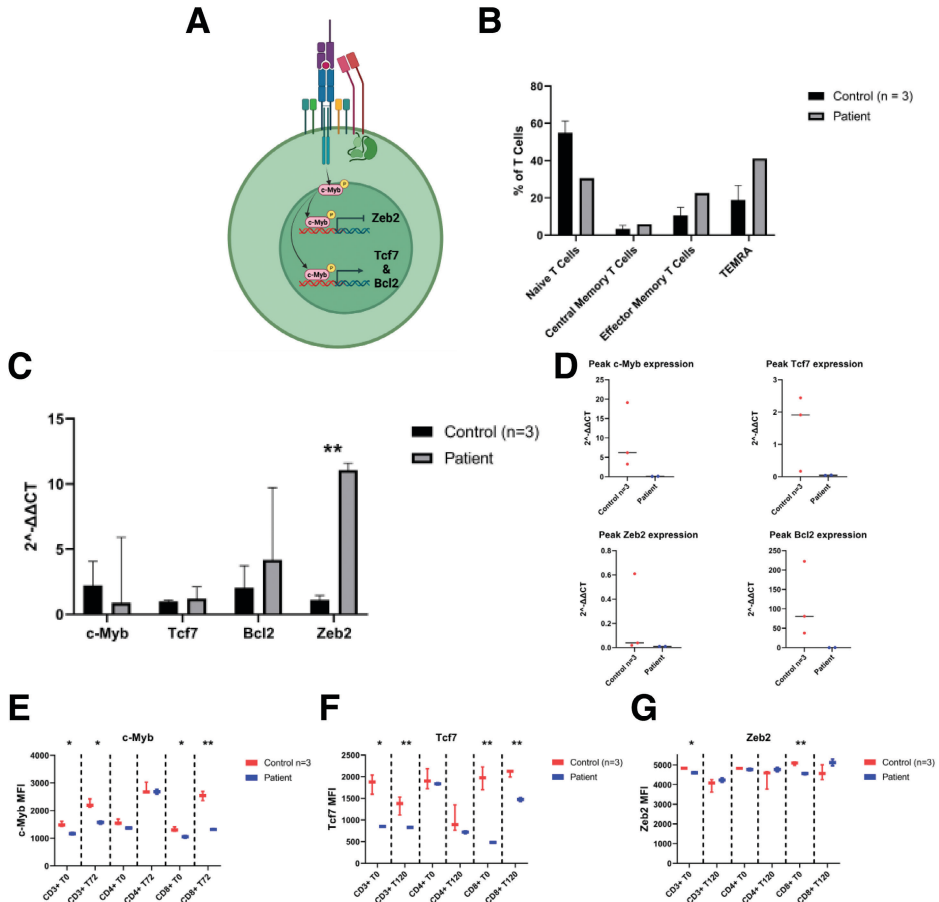 A
c-Myb
P
c-Myb
P
Zeb2
c-Myb
P
Tcf7
&
Bcl2
B
Control (n = 3)
Patient
% of T Cells
80
60
40
20
0
Naive T Cells
Central Memory T Cells
Effector Memory T Cells
TEMRA
C
Control (n=3)
Patient
**
2^-ΔΔCT
15
10
5
0
c-Myb
Tcf7
Bcl2
Zeb2
D
Peak c-Myb expression
2^-ΔΔCT
25
20
15
10
5
0
Control n=3
Patient
Peak Tcf7 expression
2^-ΔΔCT
3
2
1
0
Control n=3
Patient
Peak Zeb2 expression
2^-ΔΔCT
0.8
0.6
0.4
0.2
0.0
Control n=3
Patient
Peak Bcl2 expression
2^-ΔΔCT
250
200
150
100
50
0
Control n=3
Patient
E
c-Myb
* * * **
Control n=3
Patient
c-Myb MFI
4000
3000
2000
1000
0
CD3+ T0
CD3+ T72
CD4+ T0
CD4+ T72
CD8+ T0
CD8+ T72
F
Tcf7
* ** ** **
Control n=3
Patient
Tcf7 MFI
2500
2000
1500
1000
500
0
CD3+ T0
CD3+ T120
CD4+ T0
CD4+ T120
CD8+ T0
CD8+ T120
G
Zeb2
* **
Control (n=3)
Patient
Zeb2 MFI
5000
4000
3000
2000
1000
0
CD3+ T0
CD3+ T120
CD4+ T0
CD4+ T120
CD8+ T0
CD8+ T120